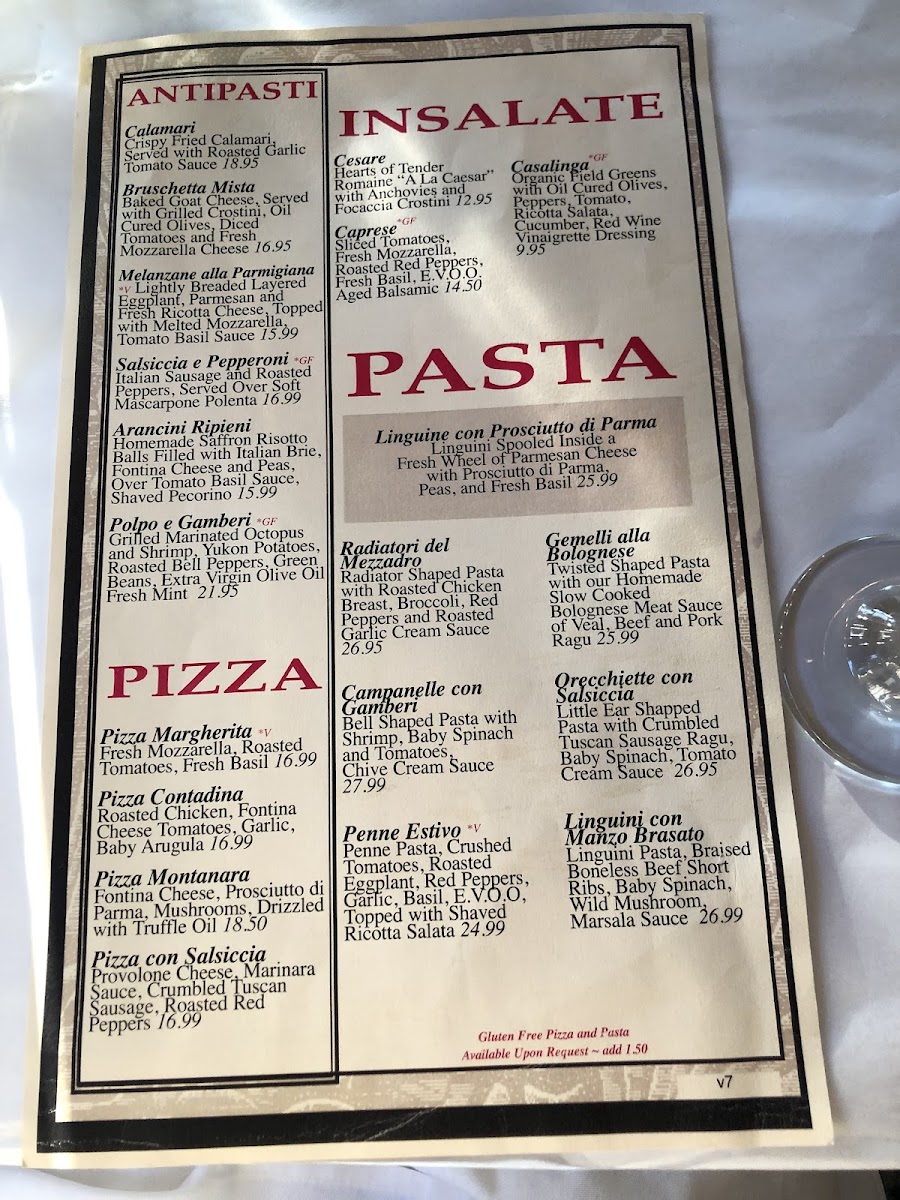 ANTIPASTI
Calamari
Crispy Fried Calamari,
Served with Roasted Garlic
Tomato Sauce 18.95
Bruschetta Mista
Baked Goat Cheese, Served
with Grilled Crostini, Oil
Cured Olives, Diced
Tomatoes and Fresh
Mozzarella Cheese 16.95
Melanzane alla Parmigiana
*V Lightly Breaded Layered
Eggplant, Parmesan and
Fresh Ricotta Cheese, Topped
with Melted Mozzarella,
Tomato Basil Sauce 15.99
Salsiccia e Pepperoni *GF
Italian Sausage and Roasted
Peppers, Served Over Soft
Mascarpone Polenta 16.99
Arancini Ripieni
Homemade Saffron Risotto
Balls Filled with Italian Brie,
Fontina Cheese and Peas,
Over Tomato Basil Sauce,
Shaved Pecorino 15.99
Polpo e Gamberi *GF
Grilled Marinated Octopus
and Shrimp, Yukon Potatoes,
Roasted Bell Peppers, Green
Beans, Extra Virgin Olive Oil
Fresh Mint 21.95
PIZZA
Pizza Margherita *V
Fresh Mozzarella, Roasted
Tomatoes, Fresh Basil 16.99
Pizza Contadina
Roasted Chicken, Fontina
Cheese Tomatoes, Garlic,
Baby Arugula 16.99
Pizza Montanara
Fontina Cheese, Prosciutto di
Parma, Mushrooms, Drizzled
with Truffle Oil 18.50
Pizza con Salsiccia
Provolone Cheese, Marinara
Sauce, Crumbled Tuscan
Sausage, Roasted Red
Peppers 16.99
INSALATE
Cesare
Hearts of Tender
Romaine “A La Caesar”
with Anchovies and
Focaccia Crostini 12.95
Caprese *GF
Sliced Tomatoes,
Fresh Mozzarella,
Roasted Red Peppers,
Fresh Basil, E.V.O.O.
Aged Balsamic 14.50
Casalinga *GF
Organic Field Greens
with Oil Cured Olives,
Peppers, Tomato,
Ricotta Salata,
Cucumber, Red Wine
Vinaigrette Dressing
9.95
PASTA
Linguine con Prosciutto di Parma
Linguini Spooled Inside a
Fresh Wheel of Parmesan Cheese
with Prosciutto di Parma,
Peas, and Fresh Basil 25.99
Radiatori del
Mezzadro
Radiator Shaped Pasta
with Roasted Chicken
Breast, Broccoli, Red
Peppers and Roasted
Garlic Cream Sauce
26.95
Campanelle con
Gamberi
Bell Shaped Pasta with
Shrimp, Baby Spinach
and Tomatoes,
Chive Cream Sauce
27.99
Penne Estivo *V
Penne Pasta, Crushed
Tomatoes, Roasted
Eggplant, Red Peppers,
Garlic, Basil, E.V.O.O,
Topped with Shaved
Ricotta Salata 24.99
Gemelli alla
Bolognese
Twisted Shaped Pasta
with our Homemade
Slow Cooked
Bolognese Meat Sauce
of Veal, Beef and Pork
Ragu 25.99
Orecchiette con
Salsiccia
Little Ear Shapped
Pasta with Crumbled
Tuscan Sausage Ragu,
Baby Spinach, Tomato
Cream Sauce 26.95
Linguini con
Manzo Brasato
Linguini Pasta, Braised
Boneless Beef Short
Ribs, Baby Spinach,
Wild Mushroom,
Marsala Sauce 26.99
Gluten Free Pizza and Pasta
Available Upon Request ~ add 1.50
v7